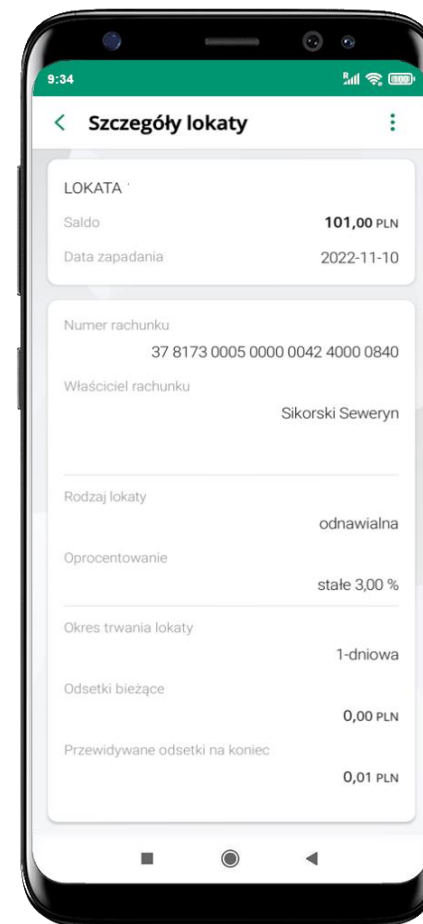 9:34
Szczegóły lokaty
LOKATA
Saldo
101,00 PLN
Data zapadania
2022-11-10
Numer rachunku
37 8173 0005 0000 0042 4000 0840
Właściciel rachunku
Sikorski Seweryn
Rodzaj lokaty
odnawialna
Oprocentowanie
stałe 3,00 %
Okres trwania lokaty
1-dniowa
Odsetki bieżące
0,00 PLN
Przewidywane odsetki na koniec
0,01 PLN